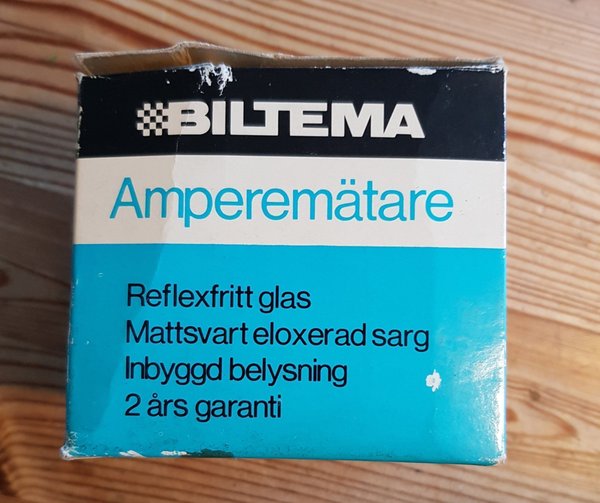 BILTEMA
Amperemätare
Reflexfritt glas
Mattsvart eloxerad sarg
Inbyggd belysning
2 års garanti